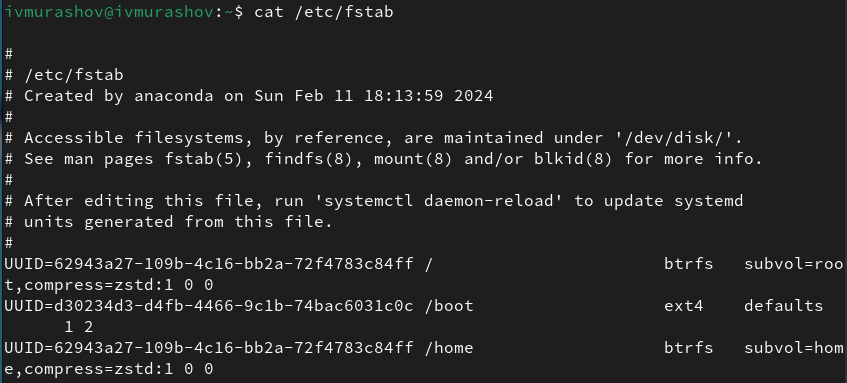 ivmurashov@ivmurashov:~$ cat /etc/fstab
#
# /etc/fstab
# Created by anaconda on Sun Feb 11 18:13:59 2024
#
# Accessible filesystems, by reference, are maintained under '/dev/disk/'.
# See man pages fstab(5), findfs(8), mount(8) and/or blkid(8) for more info.
#
# After editing this file, run 'systemctl daemon-reload' to update systemd
# units generated from this file.
#
UUID=62943a27-109b-4c16-bb2a-72f4783c84ff /                       btrfs   subvol=roo
t,compress=zstd:1 0 0
UUID=d30234d3-d4fb-4466-9c1b-74bac6031c0c /boot                   ext4    defaults
      1 2
UUID=62943a27-109b-4c16-bb2a-72f4783c84ff /home                   btrfs   subvol=hom
e,compress=zstd:1 0 0